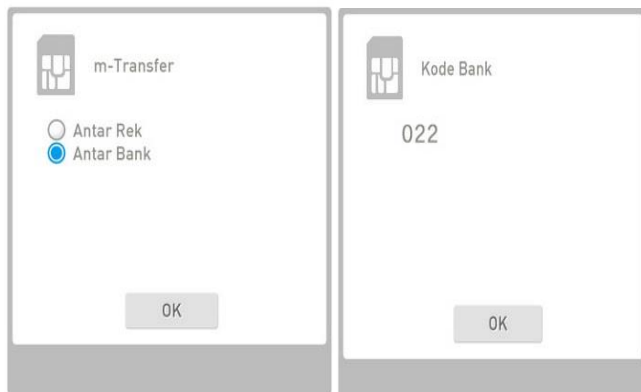 m-Transfer
Antar Rek
Antar Bank
OK
Kode Bank
022
OK